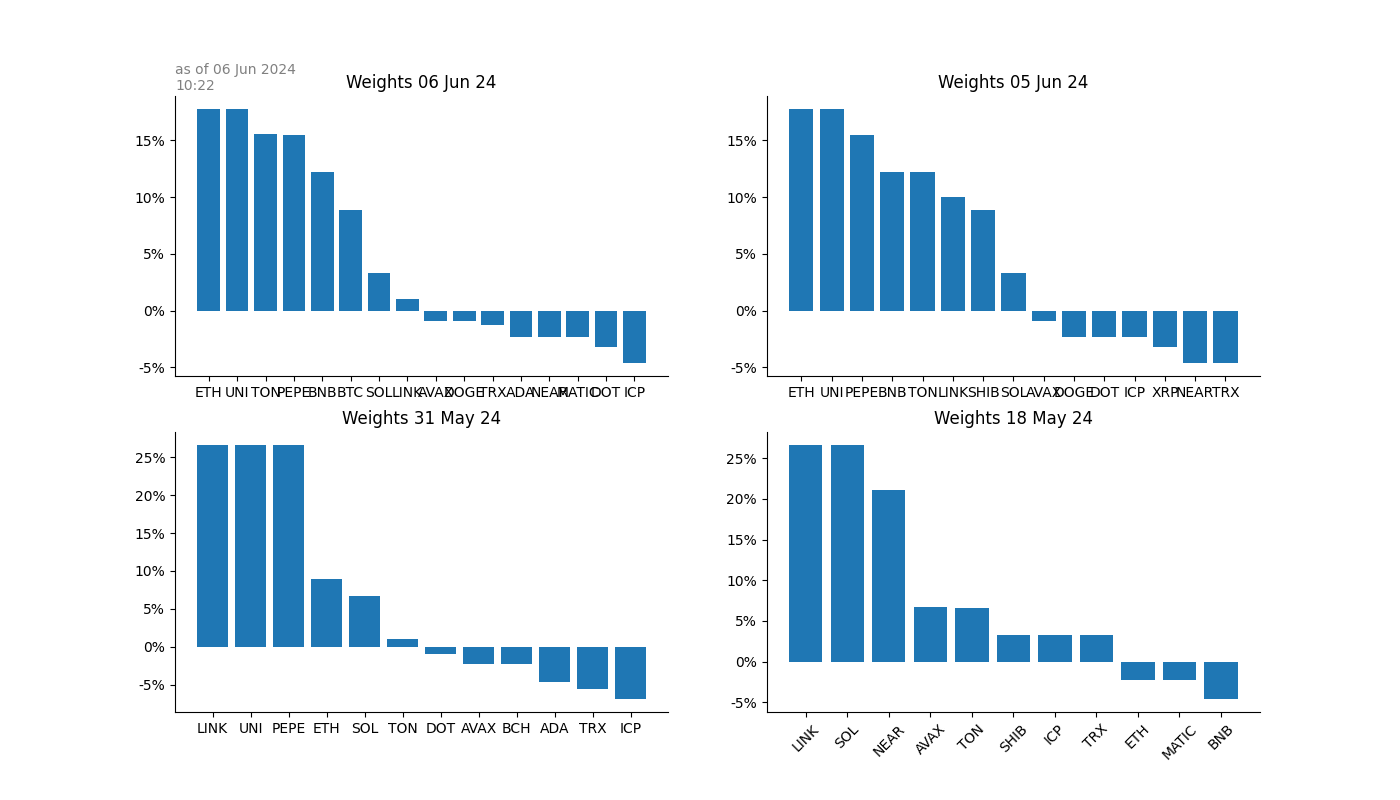 as of 06 Jun 2024
10:22
Weights 06 Jun 24
15%
10%
5%
0%
-5%
ETH UNI TON PEPE BNB BTC SOL LINK AVAX DOGE TRX ADA NEAR MATIC DOT ICP
Weights 05 Jun 24
15%
10%
5%
0%
-5%
ETH UNI PEPE BNB TON LINK SHIB SOL AVAX DOGE DOT ICP XRP NEAR TRX
Weights 31 May 24
25%
20%
15%
10%
5%
0%
-5%
LINK UNI PEPE ETH SOL TON DOT AVAX BCH ADA TRX ICP
Weights 18 May 24
25%
20%
15%
10%
5%
0%
-5%
LINK SOL NEAR AVAX TON SHIB ICP TRX ETH MATIC BNB